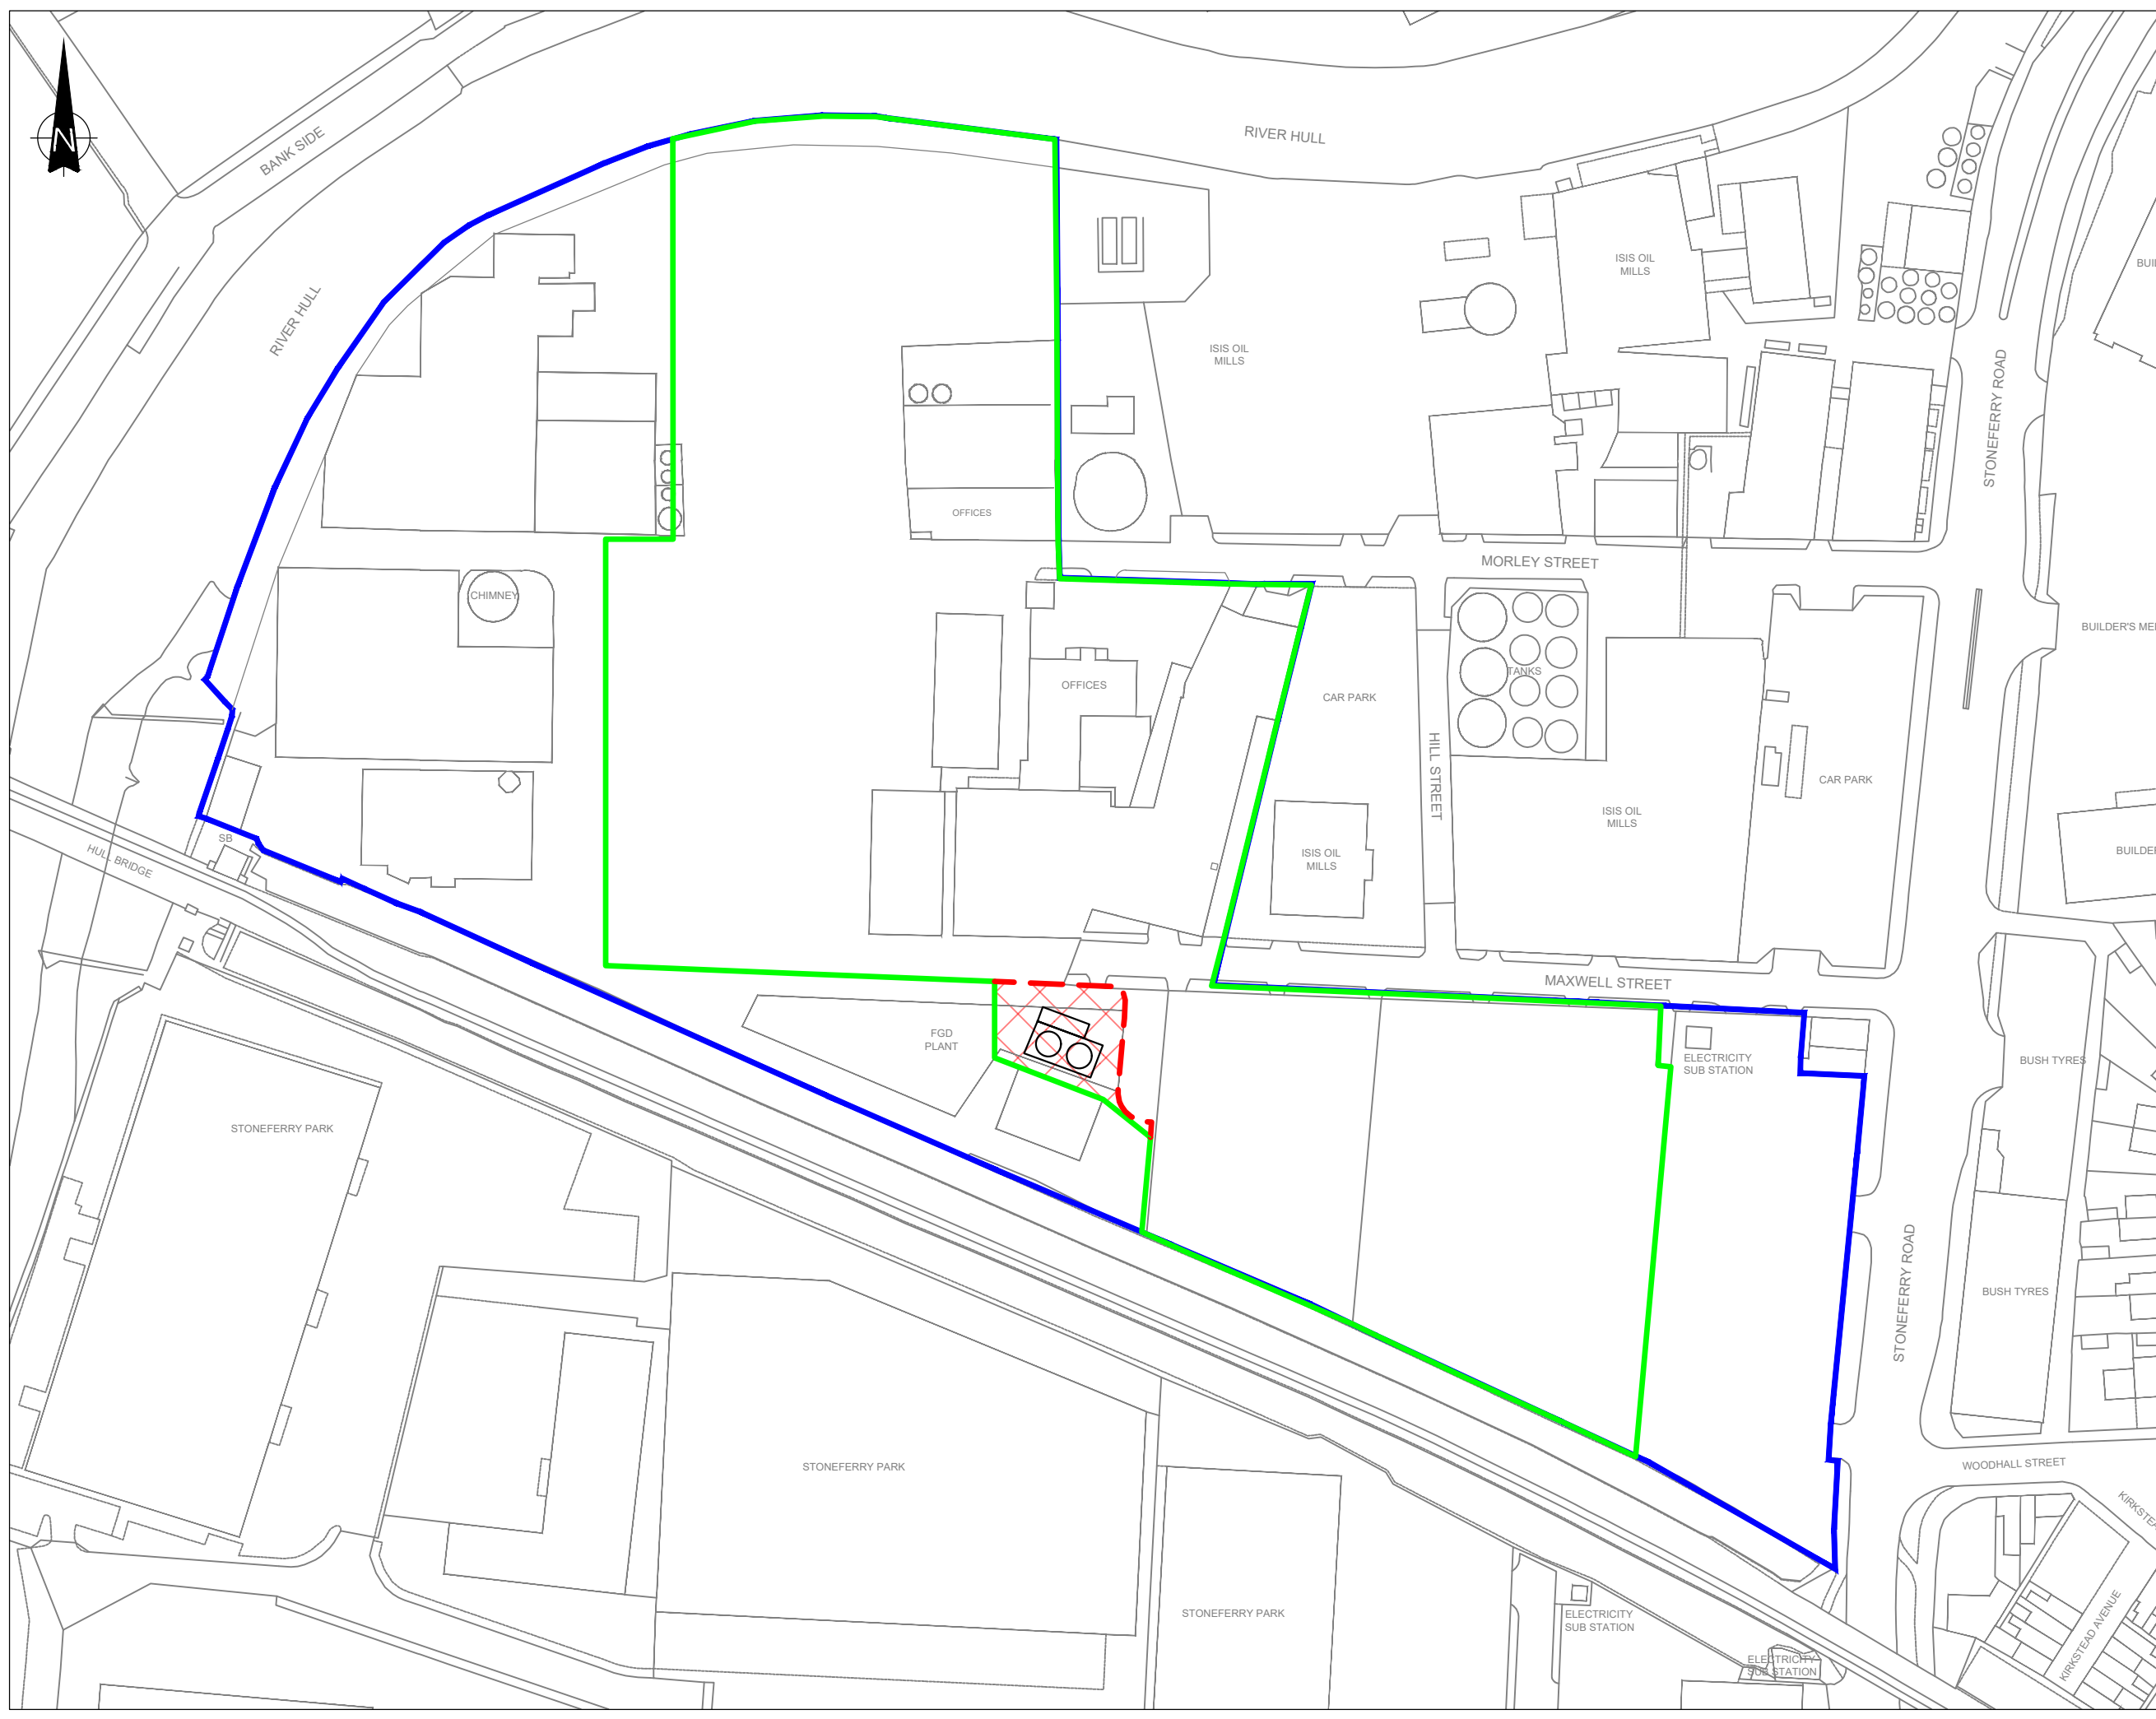 N
BANK SIDE
RIVER HULL
RIVER HULL
ISIS OIL
MILLS
ISIS OIL
MILLS
STONEFERRY ROAD
OFFICES
MORLEY STREET
CHIMNEY
OFFICES
CAR PARK
TANKS
HILL STREET
CAR PARK
BUILDER'S ME
ISIS OIL
MILLS
ISIS OIL
MILLS
BUILDE
SB
HULL BRIDGE
MAXWELL STREET
FGD
PLANT
ELECTRICITY
SUB STATION
BUSH TYRES
STONEFERRY PARK
STONEFERRY ROAD
BUSH TYRES
STONEFERRY PARK
WOODHALL STREET
STONEFERRY PARK
ELECTRICITY
SUB STATION
ELECTRICITY
SUB STATION
KIRKSTEAD AVENUE